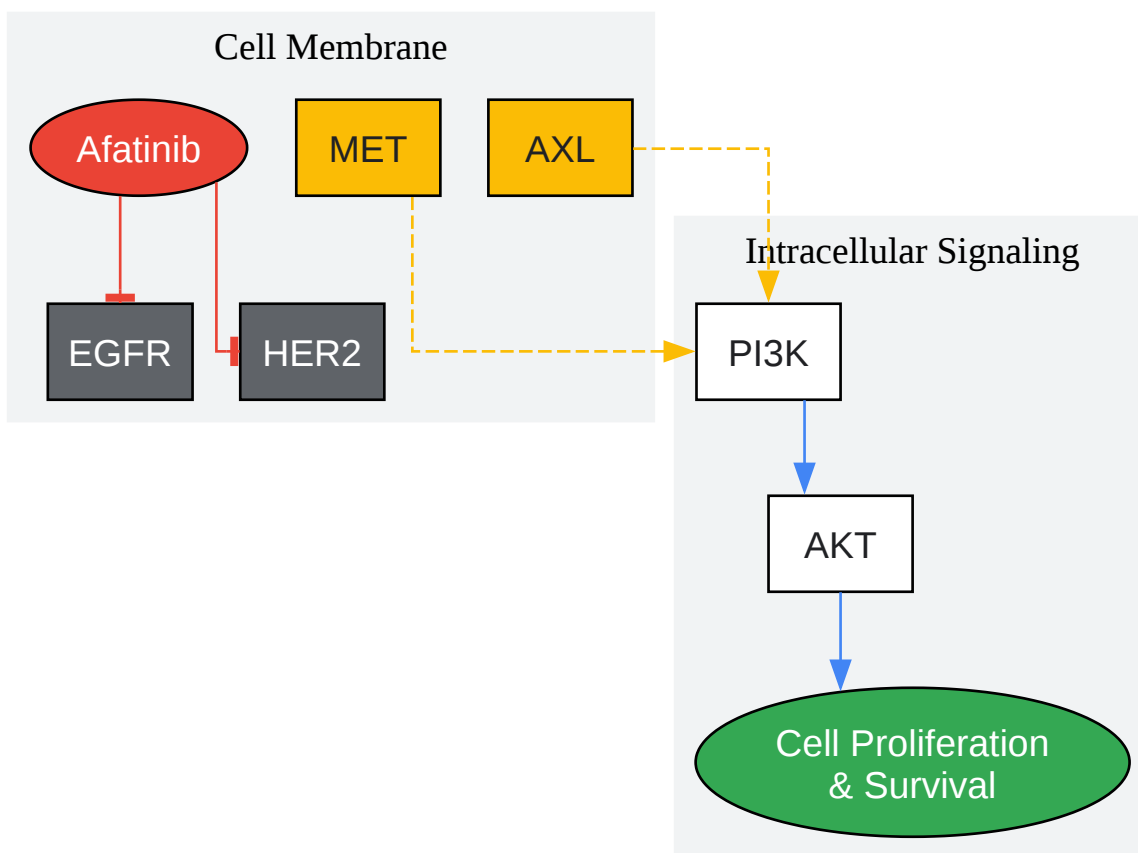 Cell Membrane
Afatinib
MET
AXL
Intracellular Signaling
EGFR
HER2
PI3K
AKT
Cell Proliferation
& Survival